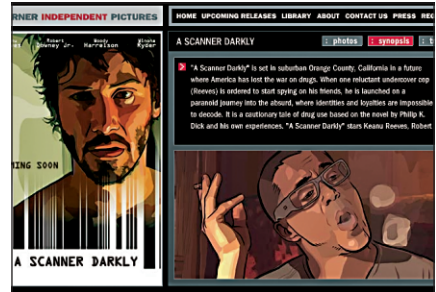 RNER INDEPENDENT PICTURES
Robert Woody Winona
Downey Jr. Harrelson Ryder
ING SOON
A SCANNER DARKLY
HOME UPCOMING RELEASES LIBRARY ABOUT CONTACT US PRESS REC
A SCANNER DARKLY
: photos : synopsis : t
"A Scanner Darkly" is set in suburban Orange County, California in a future
where America has lost the war on drugs. When one reluctant undercover cop
(Reeves) is ordered to start spying on his friends, he is launched on a
paranoid journey into the absurd, where identities and loyalties are impossible
to decode. It is a cautionary tale of drug use based on the novel by Philip K.
Dick and his own experiences. "A Scanner Darkly" stars Keanu Reeves, Robert